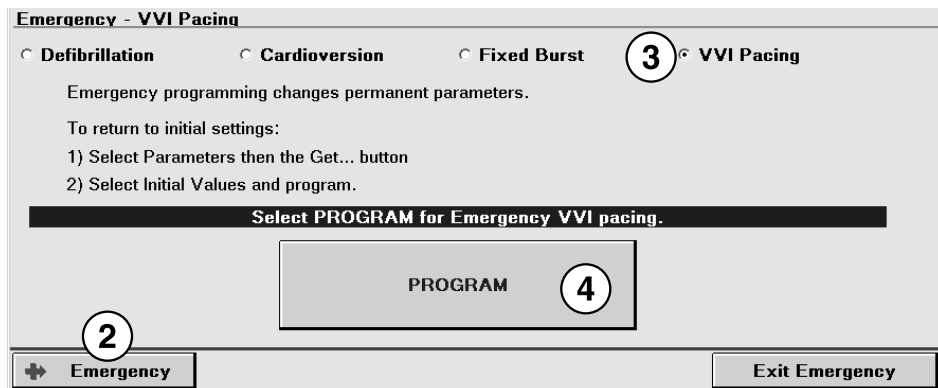 Emergency - VVI Pacing
Defibrillation Cardioversion Fixed Burst 3 VVI Pacing
Emergency programming changes permanent parameters.
To return to initial settings:
1) Select Parameters then the Get... button
2) Select Initial Values and program.
Select PROGRAM for Emergency VVI pacing.
PROGRAM 4
2
Emergency Exit Emergency